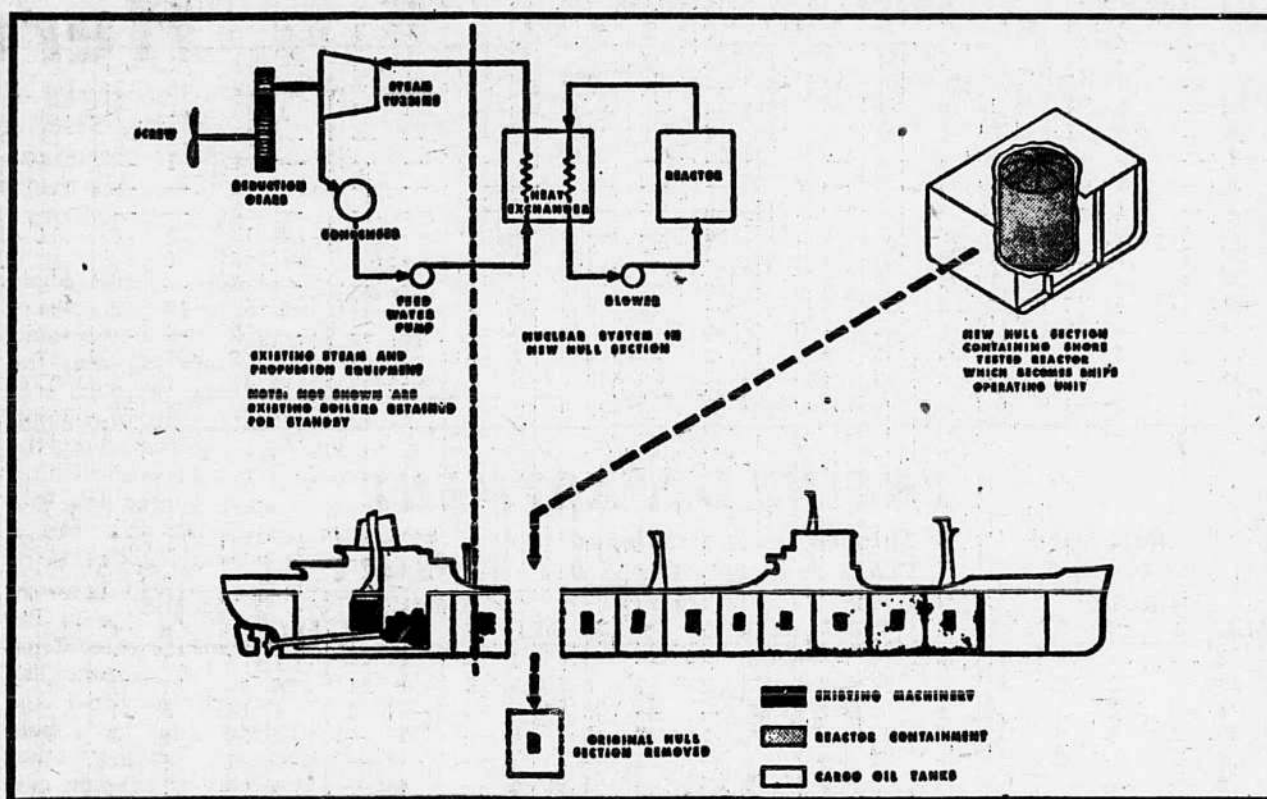 STEAM
TURBINE
SCREW
REDUCTION
GEARS
CONDENSER
FEED
WATER
PUMP
HEAT
EXCHANGER
REACTOR
BLOWER
EXISTING STEAM AND
PROPULSION EQUIPMENT
NOTE: NOT SHOWN ARE
EXISTING BOILERS RETAINED
FOR STANDBY
NUCLEAR SYSTEM IN
NEW HULL SECTION
NEW HULL SECTION
CONTAINING SHORE
TESTED REACTOR
WHICH BECOMES SHIP'S
OPERATING UNIT
ORIGINAL HULL
SECTION REMOVED
EXISTING MACHINERY
REACTOR CONTAINMENT
CARGO OIL TANKS